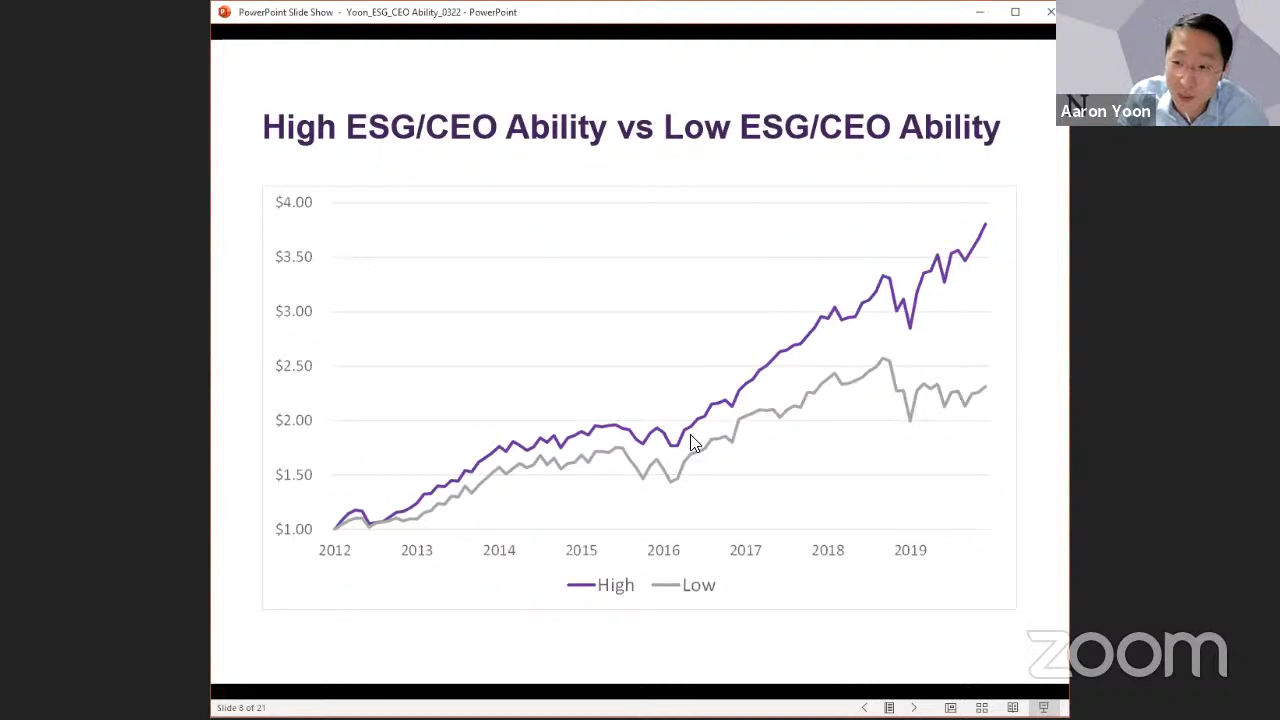 PowerPoint Slide Show - Yoon_ESG_CEO Ability_0322 - PowerPoint
Aaron Yoon
High ESG/CEO Ability vs Low ESG/CEO Ability
$4.00
$3.50
$3.00
$2.50
$2.00
$1.50
$1.00
2012 2013 2014 2015 2016 2017 2018 2019
High Low
zoom
Slide 8 of 21